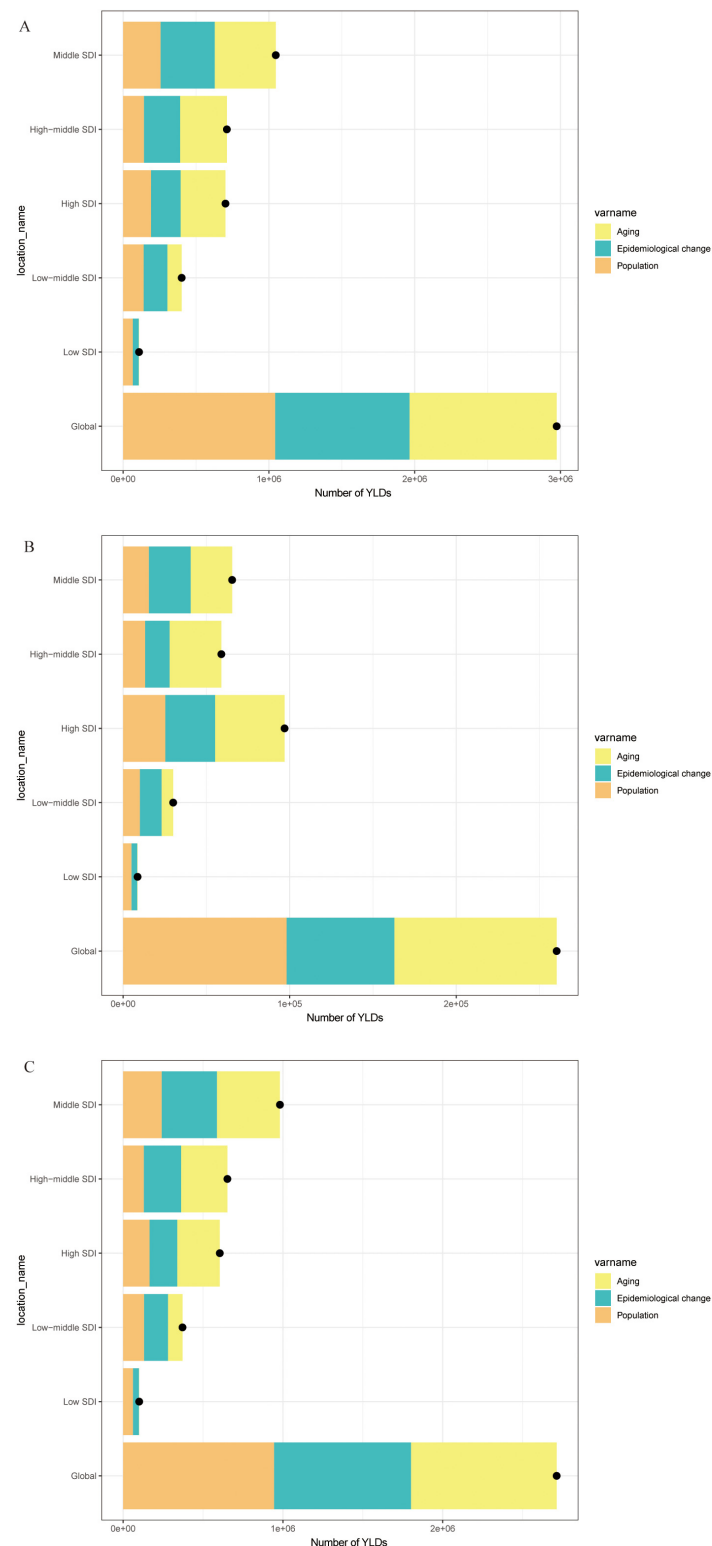 A
location_name
Middle SDI
High-middle SDI
High SDI
Low-middle SDI
Low SDI
Global
0e+00 1e+06 2e+06 3e+06
Number of YLDs
varname
Aging
Epidemiological change
Population
B
location_name
Middle SDI
High-middle SDI
High SDI
Low-middle SDI
Low SDI
Global
0e+00 1e+05 2e+05
Number of YLDs
varname
Aging
Epidemiological change
Population
C
location_name
Middle SDI
High-middle SDI
High SDI
Low-middle SDI
Low SDI
Global
0e+00 1e+06 2e+06
Number of YLDs
varname
Aging
Epidemiological change
Population